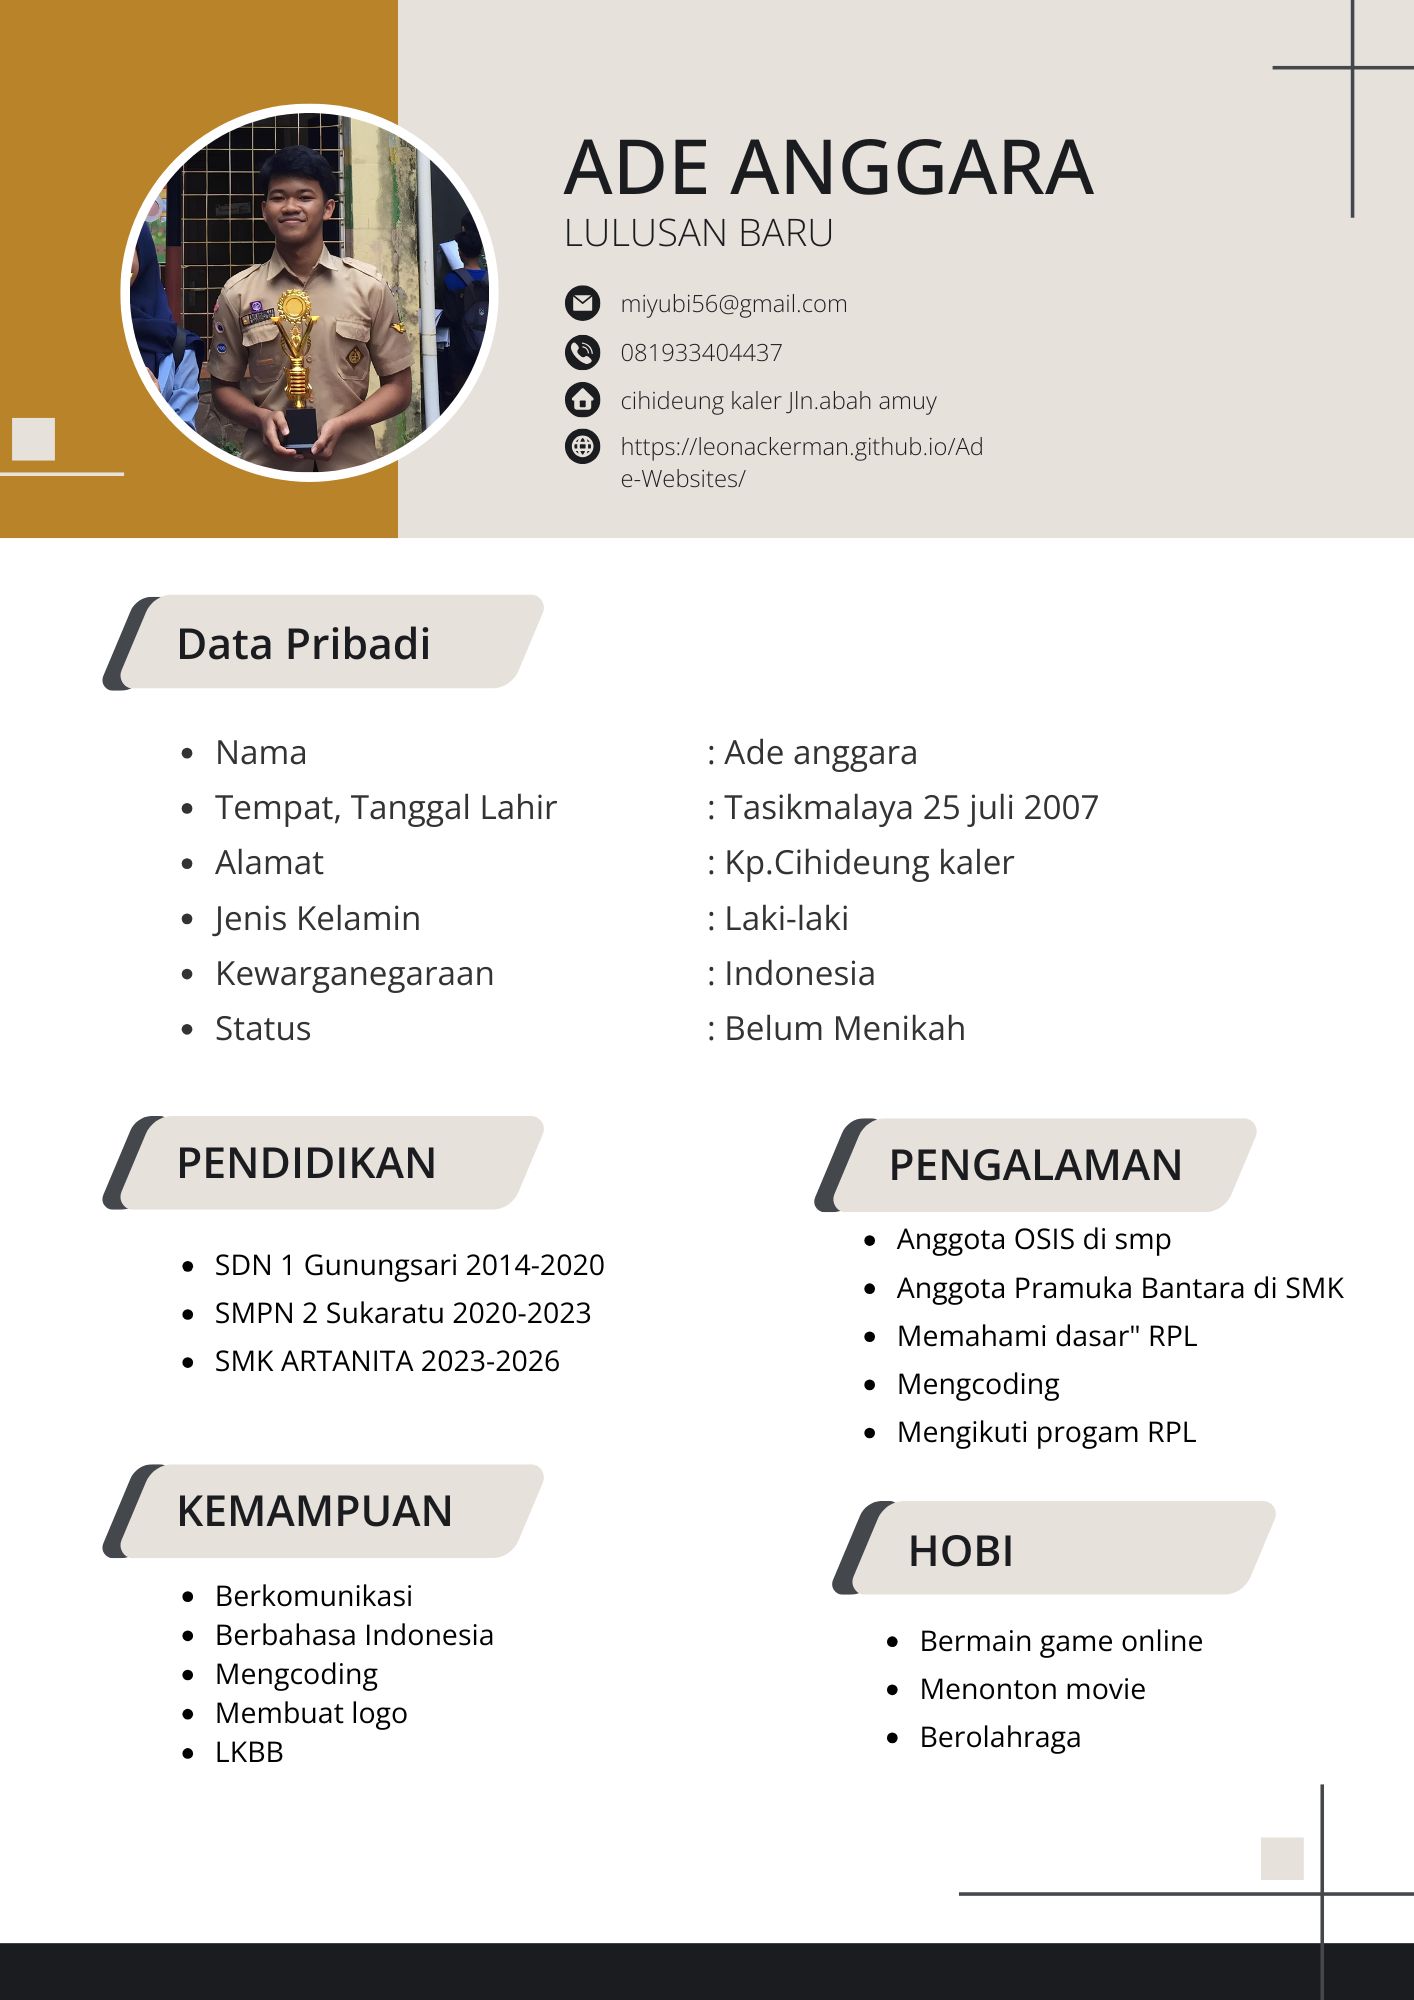 ADE ANGGARA
LULUSAN BARU
miyubi56@gmail.com
081933404437
cihideung kaler Jln.abah amuy
https://leonackerman.github.io/Ad
e-Websites/
Data Pribadi
• Nama : Ade anggara
• Tempat, Tanggal Lahir : Tasikmalaya 25 juli 2007
• Alamat : Kp.Cihideung kaler
• Jenis Kelamin : Laki-laki
• Kewarganegaraan : Indonesia
• Status : Belum Menikah
PENDIDIKAN
• SDN 1 Gunungsari 2014-2020
• SMPN 2 Sukaratu 2020-2023
• SMK ARTANITA 2023-2026
PENGALAMAN
• Anggota OSIS di smp
• Anggota Pramuka Bantara di SMK
• Memahami dasar" RPL
• Mengcoding
• Mengikuti progam RPL
KEMAMPUAN
• Berkomunikasi
• Berbahasa Indonesia
• Mengcoding
• Membuat logo
• LKBB
HOBI
• Bermain game online
• Menonton movie
• Berolahraga